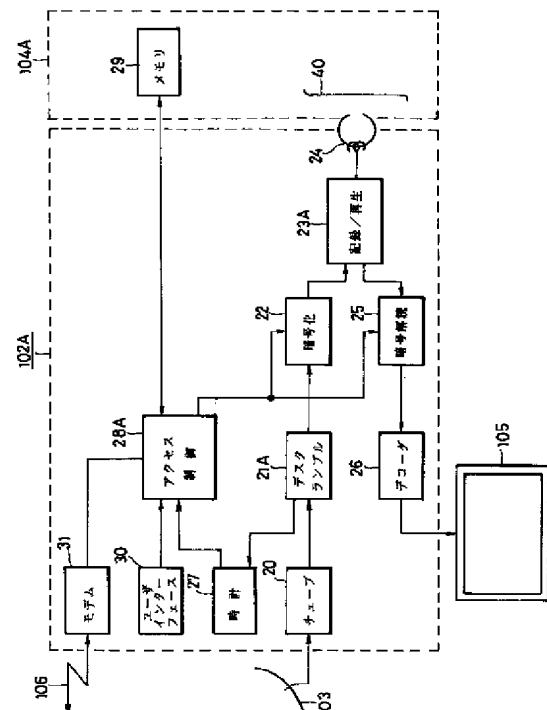 104A
29
メモリ
40
102A
24
23A
記録／再生
22
暗号化
25
暗号解読
28A
アクセス
制御
21A
デスク
ランブル
26
デコーダ
105
31
モデム
30
ユーザ
インター
フェース
27
時計
20
チューブ
106
03